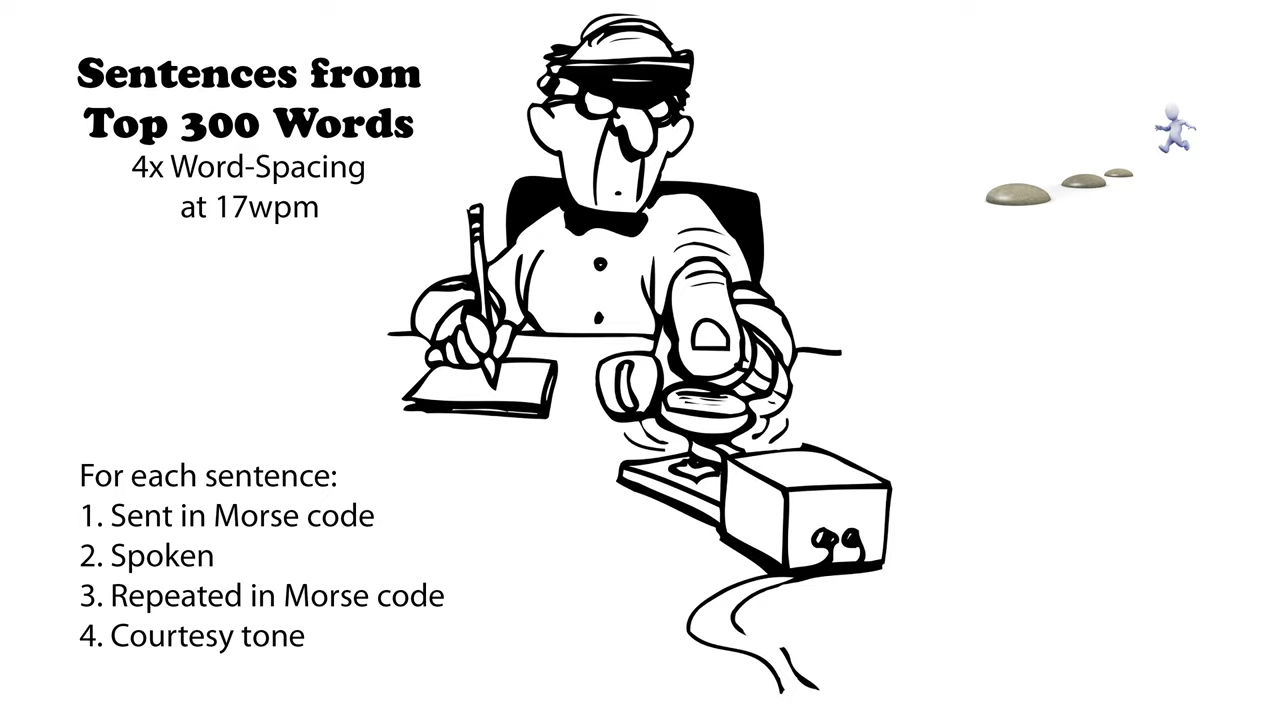 Sentences from
Top 300 Words
4x Word-Spacing
at 17wpm
For each sentence:
1. Sent in Morse code
2. Spoken
3. Repeated in Morse code
4. Courtesy tone